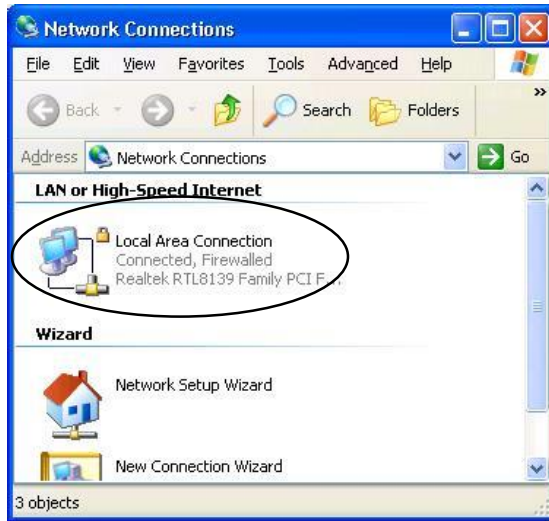 Network Connections
File Edit View Favorites Tools Advanced Help
Back Search Folders »
Address Network Connections Go
LAN or High-Speed Internet
Local Area Connection
Connected, Firewalled
Realtek RTL8139 Family PCI F...
Wizard
Network Setup Wizard
New Connection Wizard
3 objects